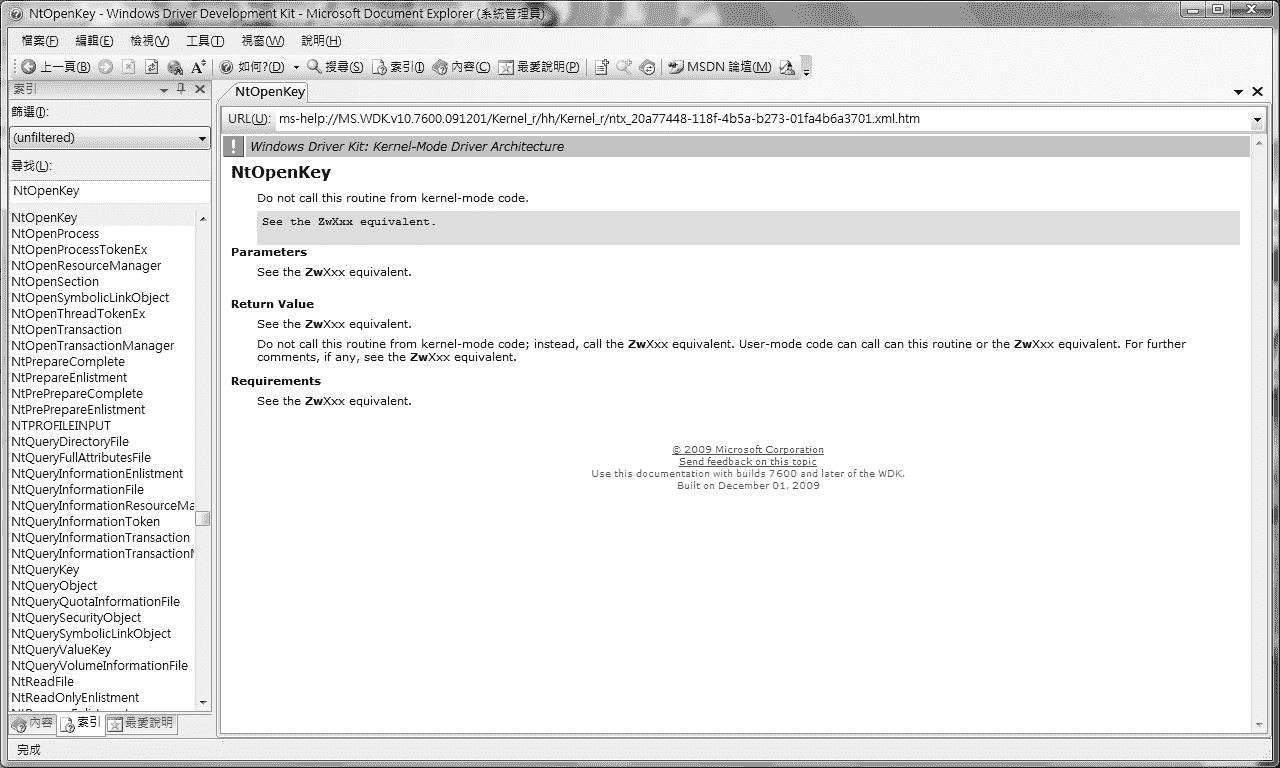 NtOpenKey - Windows Driver Development Kit - Microsoft Document Explorer (系統管理員)
檔案(F) 編輯(E) 檢視(V) 工具(T) 視窗(W) 說明(H)
上一頁(B) 如何?(D) 搜尋(S) 索引(I) 內容(C) 最愛說明(P) MSDN 論壇(M)
索引
篩選(I):
(unfiltered)
尋找(L):
NtOpenKey
NtOpenKey
NtOpenProcess
NtOpenProcessTokenEx
NtOpenResourceManager
NtOpenSection
NtOpenSymbolicLinkObject
NtOpenThreadTokenEx
NtOpenTransaction
NtOpenTransactionManager
NtPrepareComplete
NtPrepareEnlistment
NtPrePrepareComplete
NtPrePrepareEnlistment
NTPROFILEINPUT
NtQueryDirectoryFile
NtQueryFullAttributesFile
NtQueryInformationEnlistment
NtQueryInformationFile
NtQueryInformationResourceMa
NtQueryInformationToken
NtQueryInformationTransaction
NtQueryInformationTransactionM
NtQueryKey
NtQueryObject
NtQueryQuotaInformationFile
NtQuerySecurityObject
NtQuerySymbolicLinkObject
NtQueryValueKey
NtQueryVolumeInformationFile
NtReadFile
NtReadOnlyEnlistment
內容 索引 最愛說明
NtOpenKey
URL(U): ms-help://MS.WDK.v10.7600.091201/Kernel_r/hh/Kernel_r/ntx_20a77448-118f-4b5a-b273-01fa4b6a3701.xml.htm
Windows Driver Kit: Kernel-Mode Driver Architecture
NtOpenKey
Do not call this routine from kernel-mode code.
See the ZwXxx equivalent.
Parameters
See the ZwXxx equivalent.
Return Value
See the ZwXxx equivalent.
Do not call this routine from kernel-mode code; instead, call the ZwXxx equivalent. User-mode code can call can this routine or the ZwXxx equivalent. For further
comments, if any, see the ZwXxx equivalent.
Requirements
See the ZwXxx equivalent.
© 2009 Microsoft Corporation
Send feedback on this topic
Use this documentation with builds 7600 and later of the WDK.
Built on December 01, 2009
完成